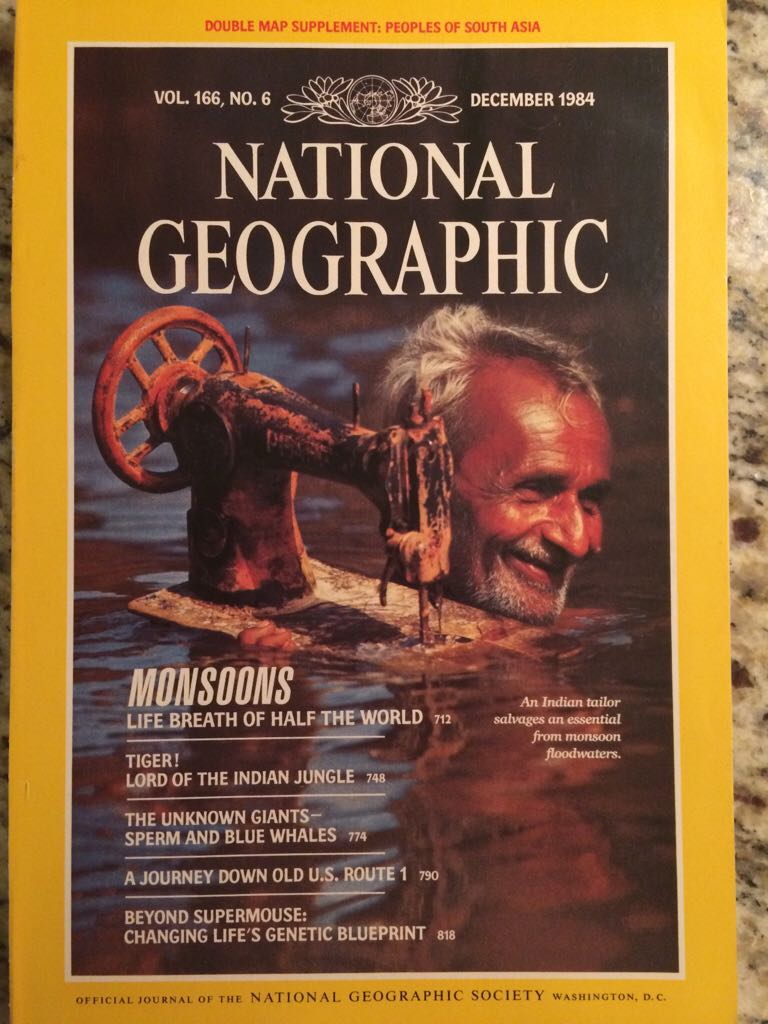 DOUBLE MAP SUPPLEMENT: PEOPLES OF SOUTH ASIA
VOL. 166, NO. 6
DECEMBER 1984
NATIONAL
GEOGRAPHIC
MONSOONS
LIFE BREATH OF HALF THE WORLD 712
TIGER!
LORD OF THE INDIAN JUNGLE 748
THE UNKNOWN GIANTS—
SPERM AND BLUE WHALES 774
A JOURNEY DOWN OLD U.S. ROUTE 1 790
BEYOND SUPERMOUSE:
CHANGING LIFE'S GENETIC BLUEPRINT 818
An Indian tailor
salvages an essential
from monsoon
floodwaters.
OFFICIAL JOURNAL OF THE NATIONAL GEOGRAPHIC SOCIETY WASHINGTON, D.C.